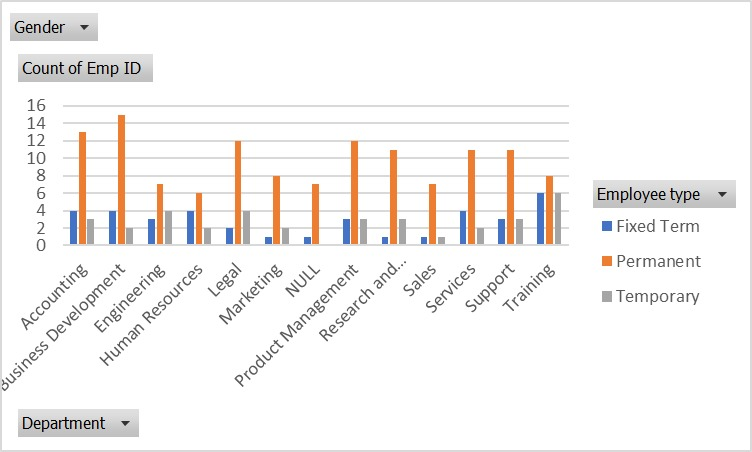 Gender
Count of Emp ID
16
14
12
10
8
6
4
2
0
Accounting
Business Development
Engineering
Human Resources
Legal
Marketing
NULL
Product Management
Research and...
Sales
Services
Support
Training
Employee type
Fixed Term
Permanent
Temporary
Department